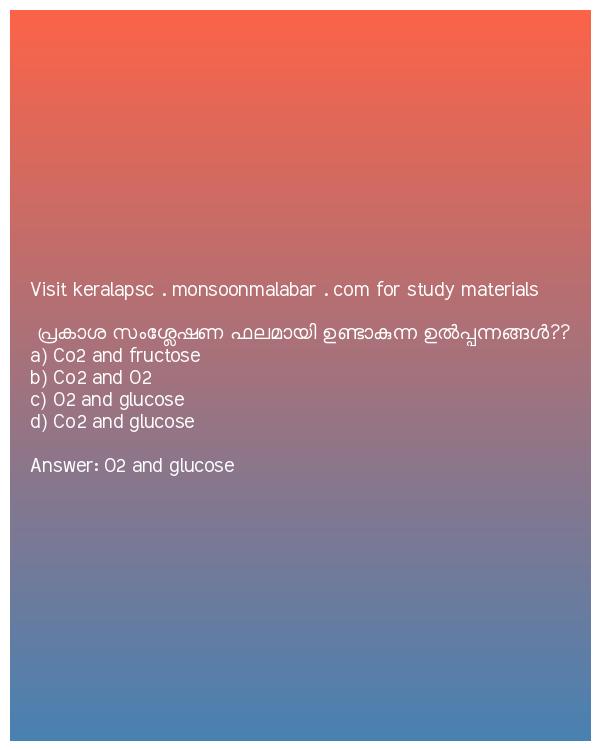 Visit keralapsc . monsoonmalabar . com for study materials
പ്രകാശ സംശ്ലേഷണ ഫലമായി ഉണ്ടാകുന്ന ഉൽപ്പന്നങ്ങൾ??
a) Co2 and fructose
b) Co2 and O2
c) O2 and glucose
d) Co2 and glucose
Answer: O2 and glucose